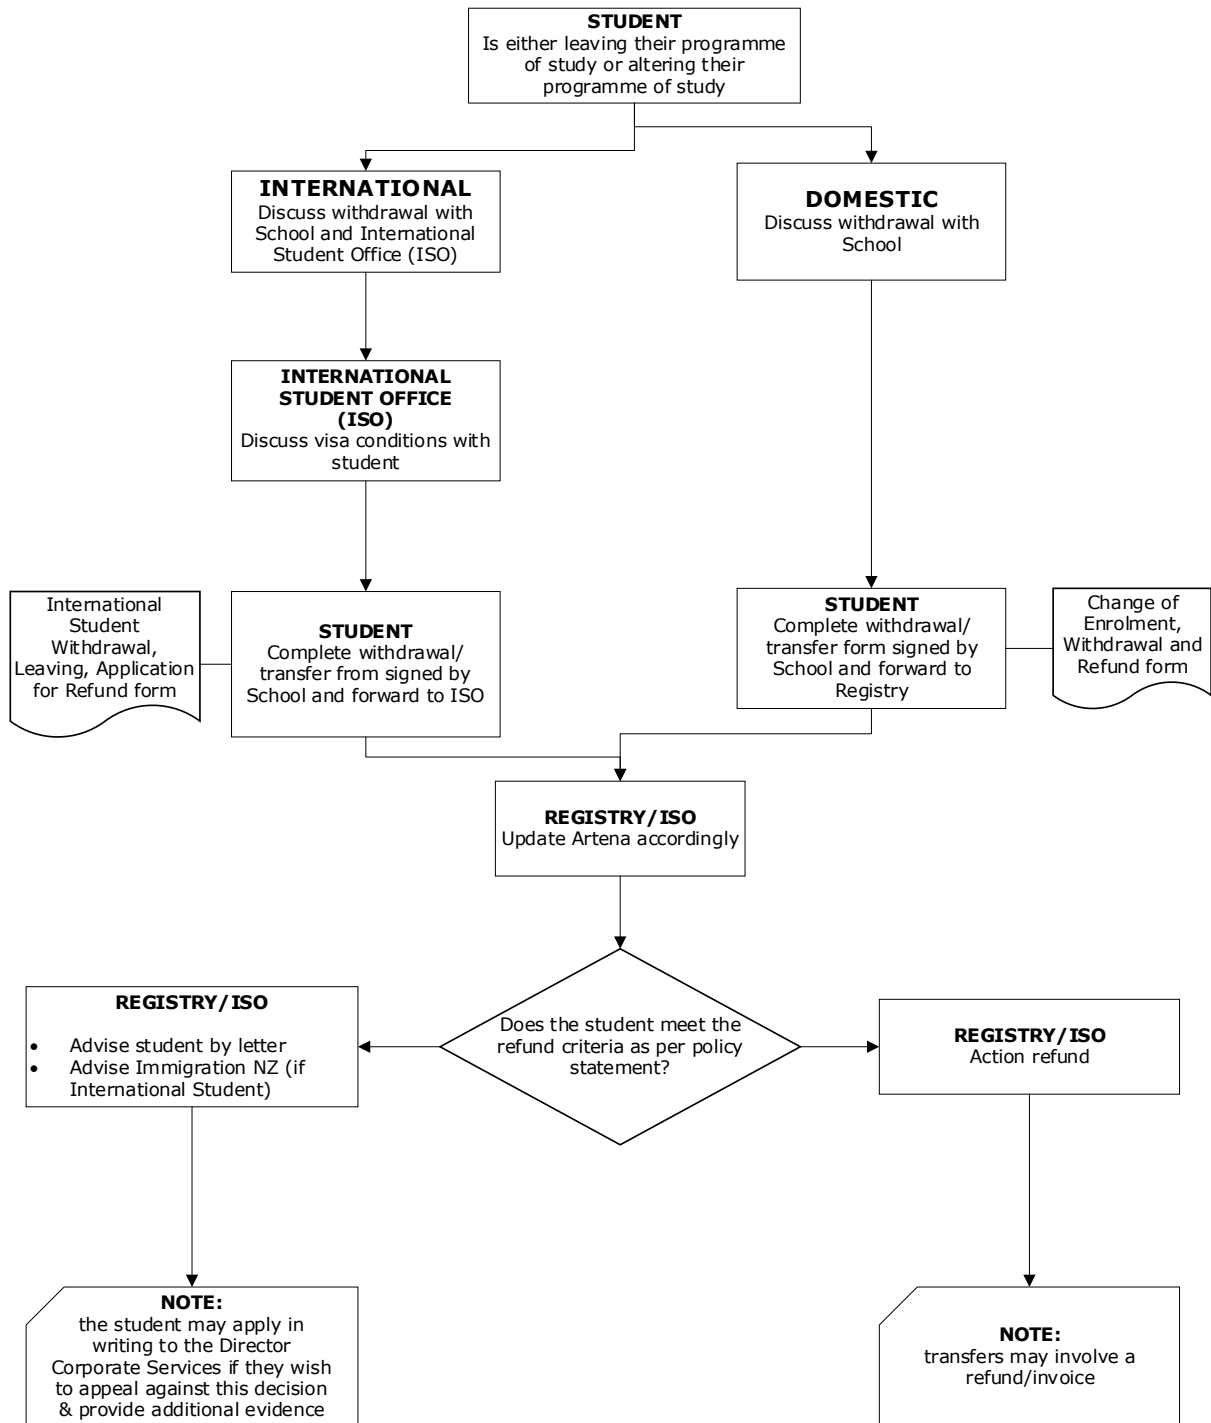 STUDENT
Is either leaving their programme
of study or altering their
programme of study
INTERNATIONAL
Discuss withdrawal with
School and International
Student Office (ISO)
DOMESTIC
Discuss withdrawal with
School
INTERNATIONAL
STUDENT OFFICE
(ISO)
Discuss visa conditions with
student
International
Student
Withdrawal,
Leaving, Application
for Refund form
STUDENT
Complete withdrawal/
transfer from signed by
School and forward to ISO
STUDENT
Complete withdrawal/
transfer form signed by
School and forward to
Registry
Change of
Enrolment,
Withdrawal and
Refund form
REGISTRY/ISO
Update Artena accordingly
REGISTRY/ISO
• Advise student by letter
• Advise Immigration NZ (if
International Student)
Does the student meet the
refund criteria as per policy
statement?
REGISTRY/ISO
Action refund
NOTE:
the student may apply in
writing to the Director
Corporate Services if they wish
to appeal against this decision
& provide additional evidence
NOTE:
transfers may involve a
refund/invoice